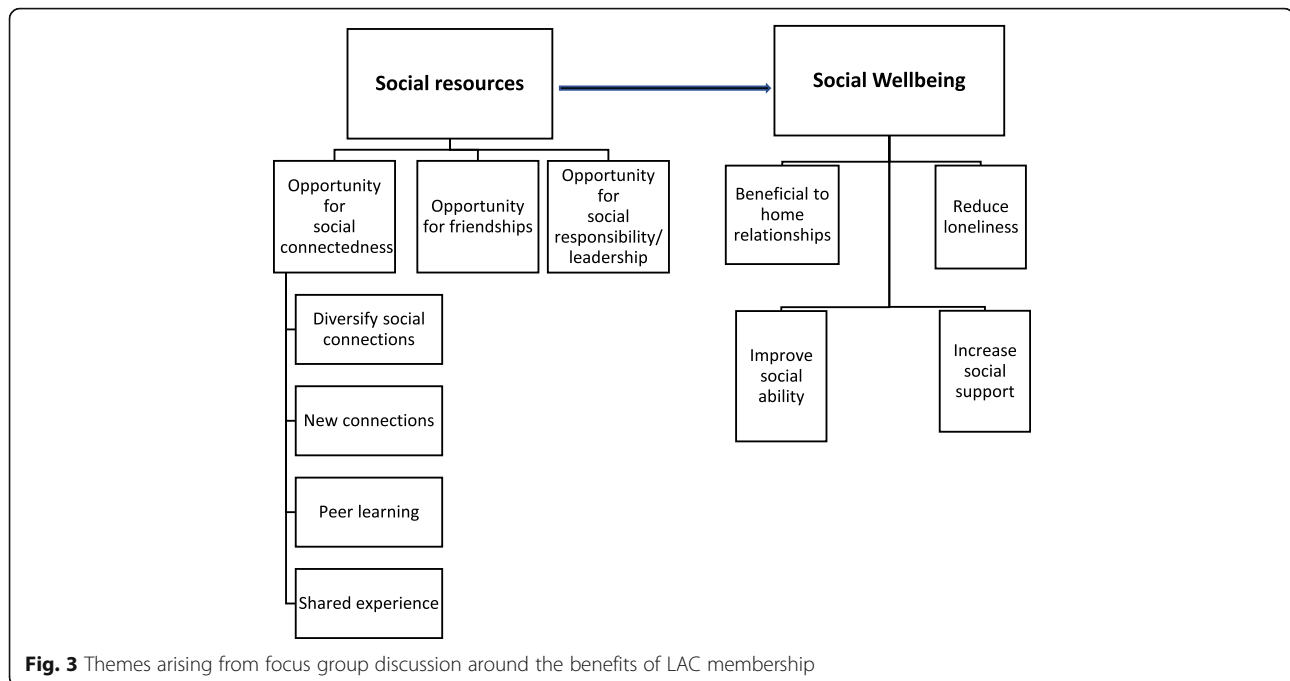 Social resources
Social Wellbeing
Opportunity
for
social
connectedness
Opportunity
for friendships
Opportunity
for
social
responsibility/
leadership
Diversify social
connections
New connections
Peer learning
Shared experience
Beneficial to
home
relationships
Reduce
loneliness
Improve
social
ability
Increase
social
support
Fig. 3 Themes arising from focus group discussion around the benefits of LAC membership